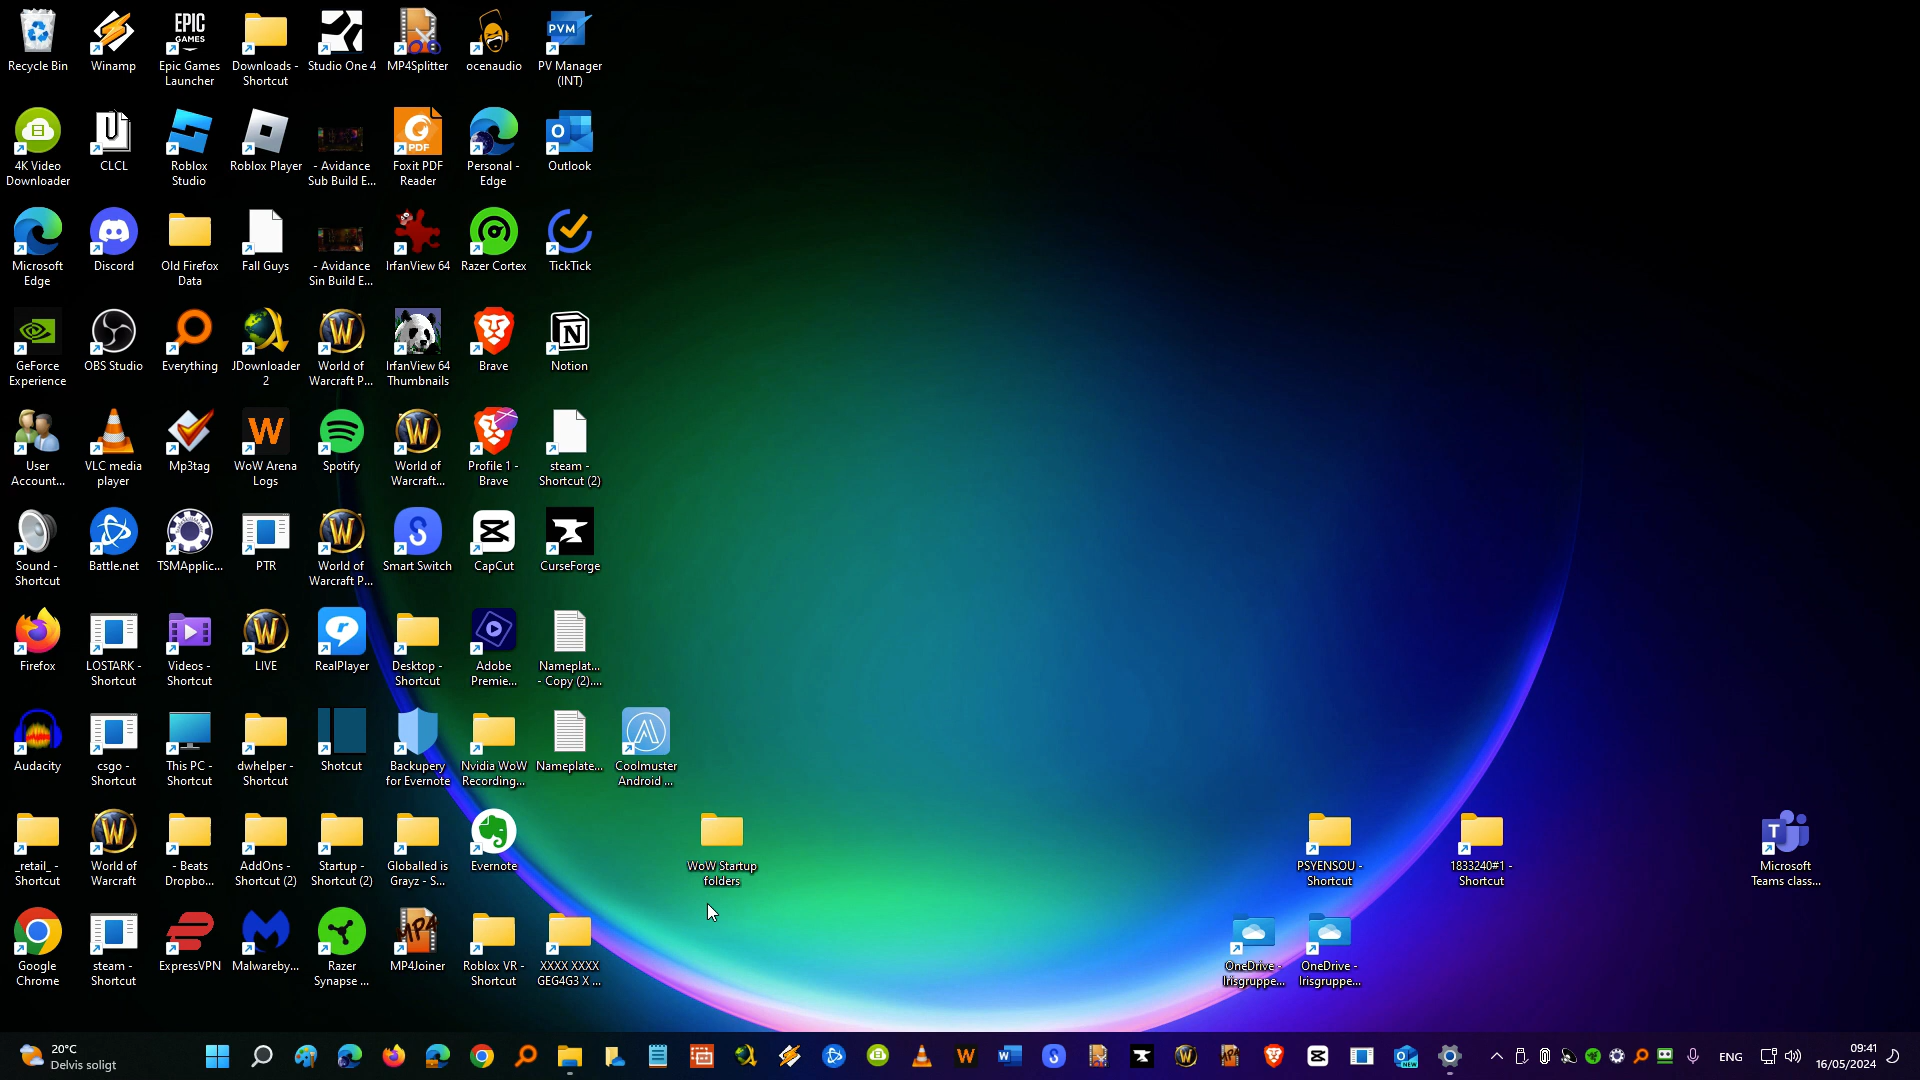 Recycle Bin
Winamp
EPIC
GAMES
Epic Games
Launcher
Downloads -
Shortcut
Studio One 4
MP4Splitter
ocenaudio
PVM
PV Manager
(INT)
4K Video
Downloader
CLCL
Roblox
Studio
Roblox Player
- Avidance
Sub Build E...
PDF
Foxit PDF
Reader
Personal -
Edge
Outlook
Microsoft
Edge
Discord
Old Firefox
Data
Fall Guys
- Avidance
Sin Build E...
IrfanView 64
Razer Cortex
TickTick
GeForce
Experience
OBS Studio
Everything
JDownloader
2
World of
Warcraft P...
IrfanView 64
Thumbnails
Brave
Notion
User
Account...
VLC media
player
Mp3tag
WoW Arena
Logs
Spotify
World of
Warcraft...
Profile 1 -
Brave
steam -
Shortcut (2)
Sound -
Shortcut
Battle.net
TSMApplic...
PTR
World of
Warcraft P...
Smart Switch
CapCut
CurseForge
Firefox
LOSTARK -
Shortcut
Videos -
Shortcut
LIVE
RealPlayer
Desktop -
Shortcut
Adobe
Premie...
Nameplat...
- Copy (2)....
Audacity
csgo -
Shortcut
This PC -
Shortcut
dwhelper -
Shortcut
Shotcut
Backupery
for Evernote
Nvidia WoW
Recording...
Nameplate...
Coolmuster
Android ...
_retail_ -
Shortcut
World of
Warcraft
- Beats
Dropbo...
AddOns -
Shortcut (2)
Startup -
Shortcut (2)
Globalled is
Grayz - S...
Evernote
WoW Startup
folders
PSYENSOU -
Shortcut
1833240#1 -
Shortcut
Microsoft
Teams class...
Google
Chrome
steam -
Shortcut
ExpressVPN
Malwareby...
Razer
Synapse ...
MP4Joiner
Roblox VR -
Shortcut
XXXX XXXX
GEG4G3 X ...
OneDrive -
Irisgruppe...
OneDrive -
Irisgruppe...
20°C
Delvis soligt
ENG
09:41
16/05/2024